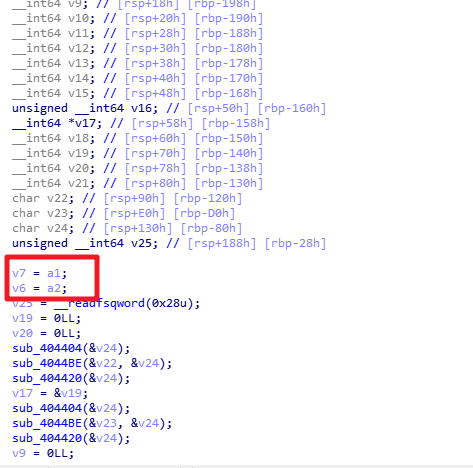 __int64 v9; // [rsp+18h] [rbp-198h]
__int64 v10; // [rsp+20h] [rbp-190h]
__int64 v11; // [rsp+28h] [rbp-188h]
__int64 v12; // [rsp+30h] [rbp-180h]
__int64 v13; // [rsp+38h] [rbp-178h]
__int64 v14; // [rsp+40h] [rbp-170h]
__int64 v15; // [rsp+48h] [rbp-168h]
unsigned __int64 v16; // [rsp+50h] [rbp-160h]
__int64 *v17; // [rsp+58h] [rbp-158h]
__int64 v18; // [rsp+60h] [rbp-150h]
__int64 v19; // [rsp+70h] [rbp-140h]
__int64 v20; // [rsp+78h] [rbp-138h]
__int64 v21; // [rsp+80h] [rbp-130h]
char v22; // [rsp+90h] [rbp-120h]
char v23; // [rsp+E0h] [rbp-D0h]
char v24; // [rsp+130h] [rbp-80h]
unsigned __int64 v25; // [rsp+188h] [rbp-28h]
v7 = a1;
v6 = a2;
v25 = __readfsqword(0x28u);
v19 = 0LL;
v20 = 0LL;
sub_404404(&v24);
sub_4044BE(&v22, &v24);
sub_404420(&v24);
v17 = &v19;
sub_404404(&v24);
sub_4044BE(&v23, &v24);
sub_404420(&v24);
v9 = 0LL;